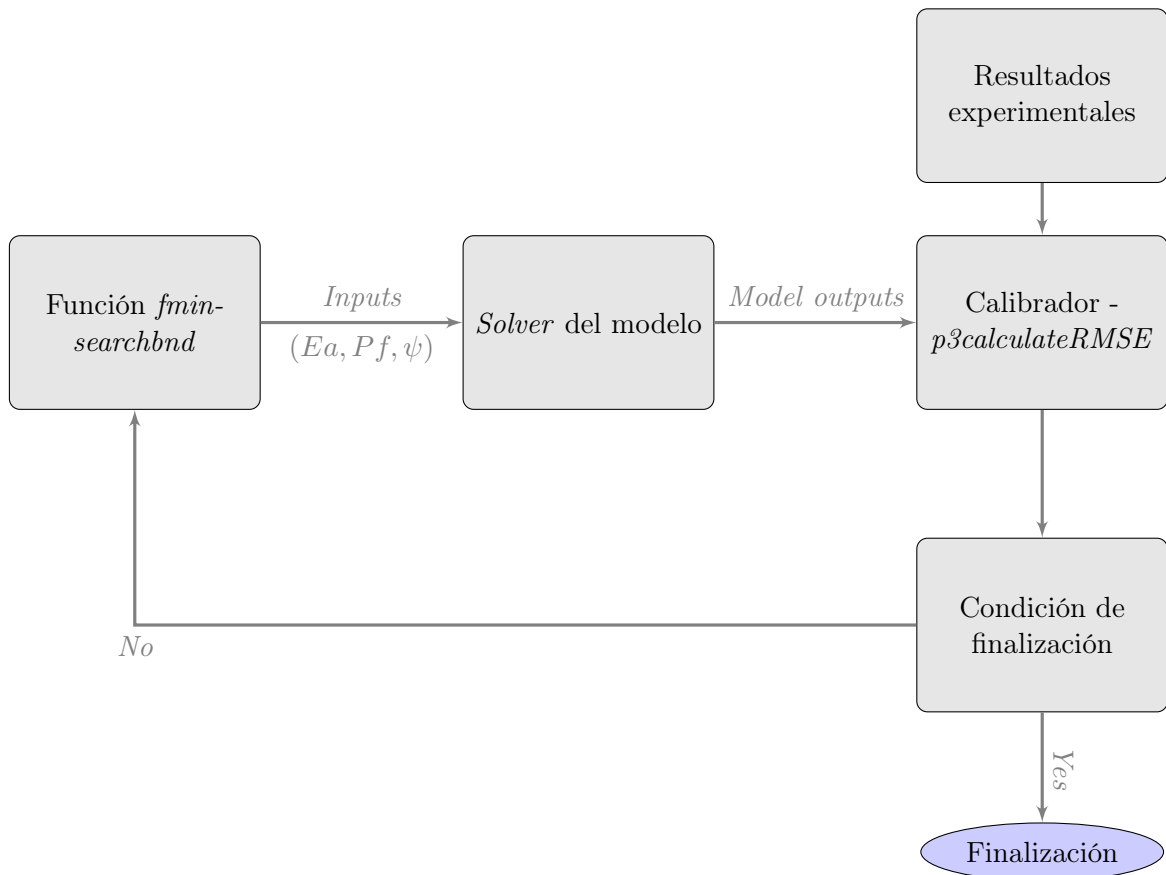 Resultados
experimentales
Función fmin-
searchbnd
Inputs
(Ea, Pf, ψ)
Solver del modelo
Model outputs
Calibrador -
p3calculateRMSE
No
Condición de
finalización
Yes
Finalización